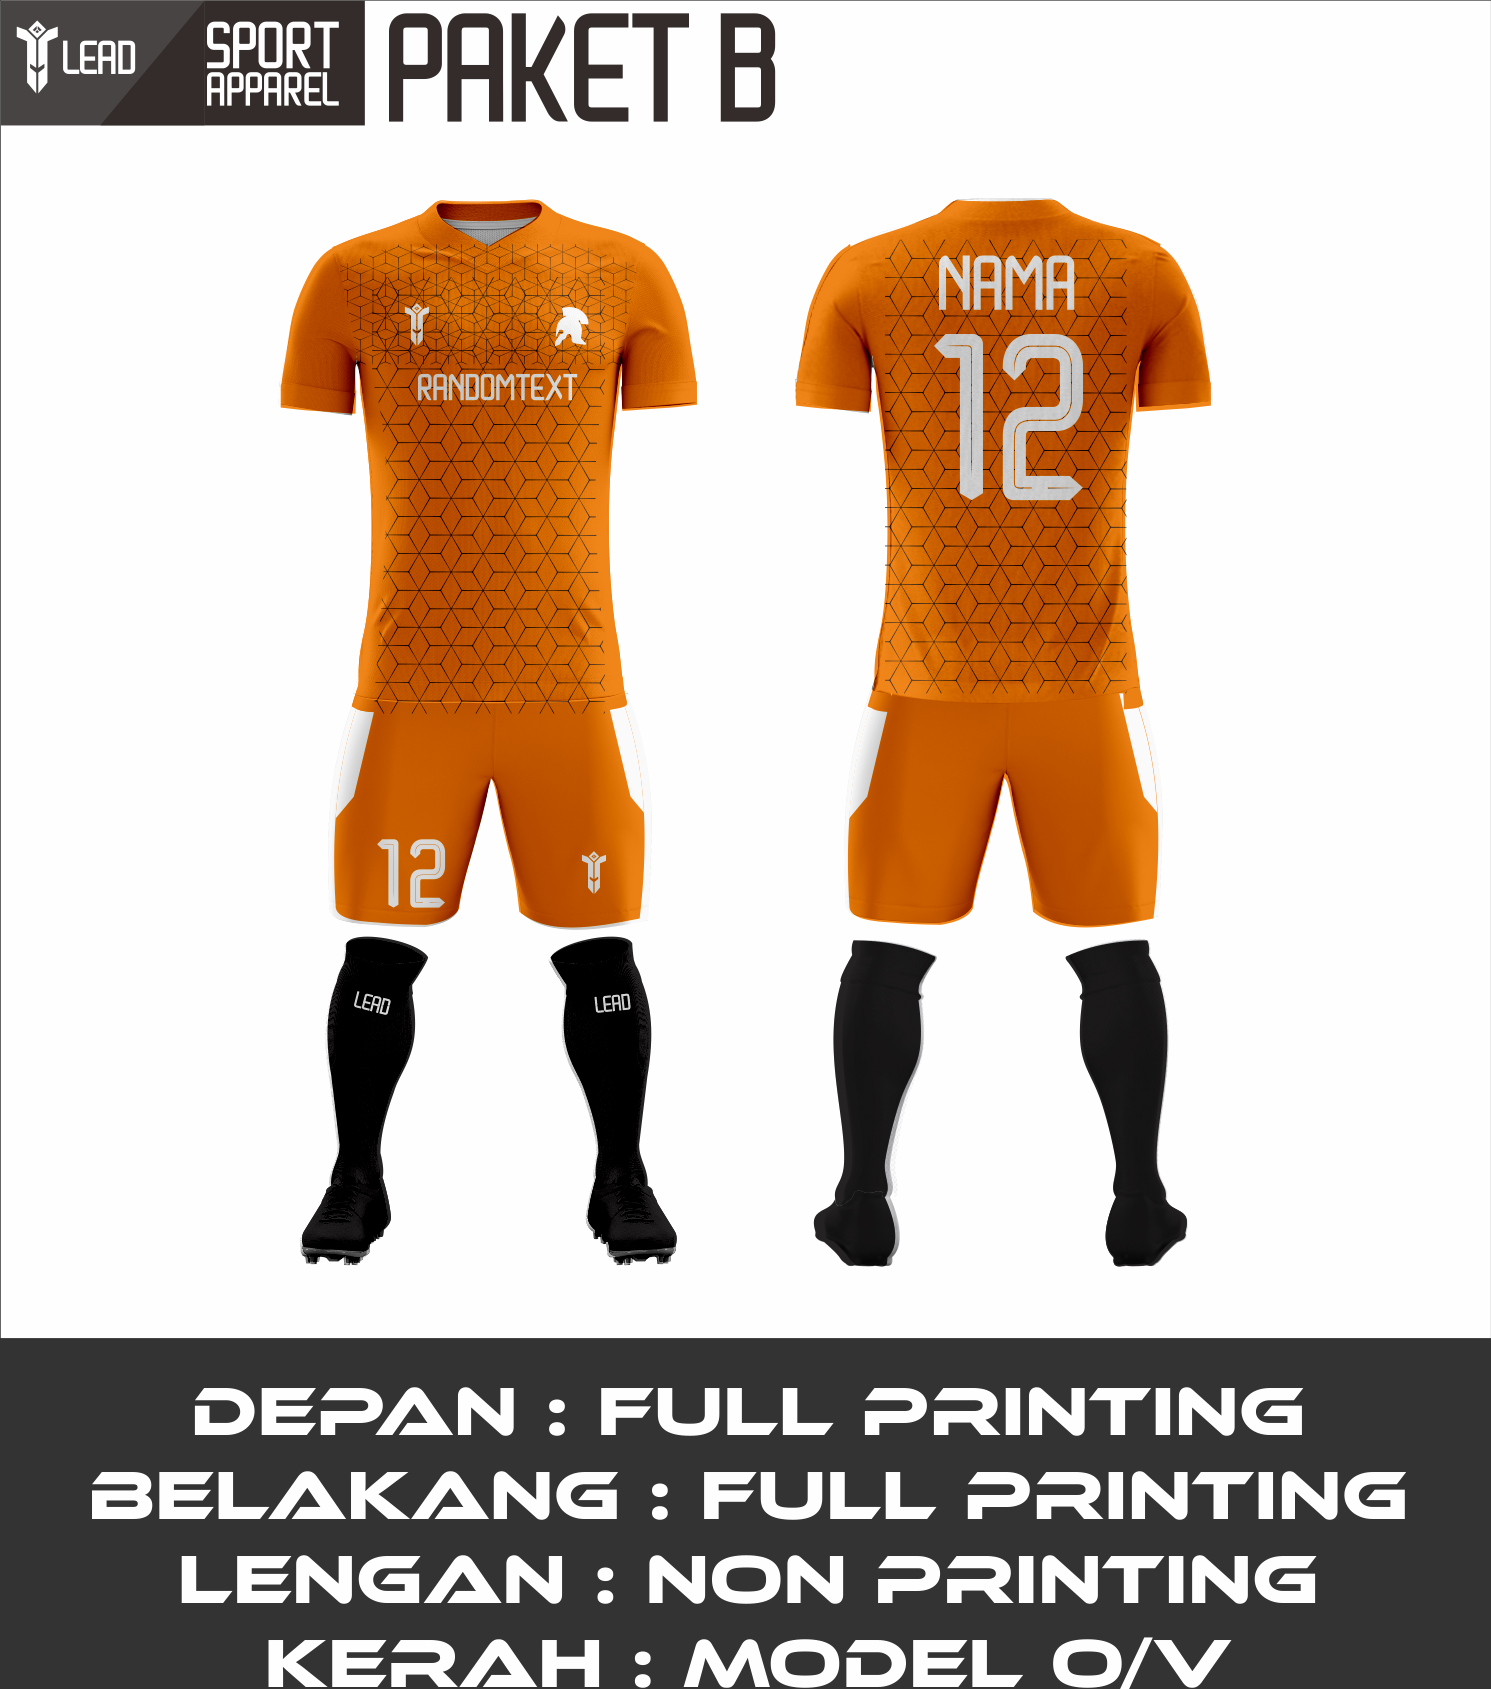 LEAD
SPORT
APPAREL
PAKET B
RANDOMTEXT
12
LEAD
LEAD
NAMA
12
DEPAN : FULL PRINTING
BELAKANG : FULL PRINTING
LENGAN : NON PRINTING
KERAH : MODEL O/V